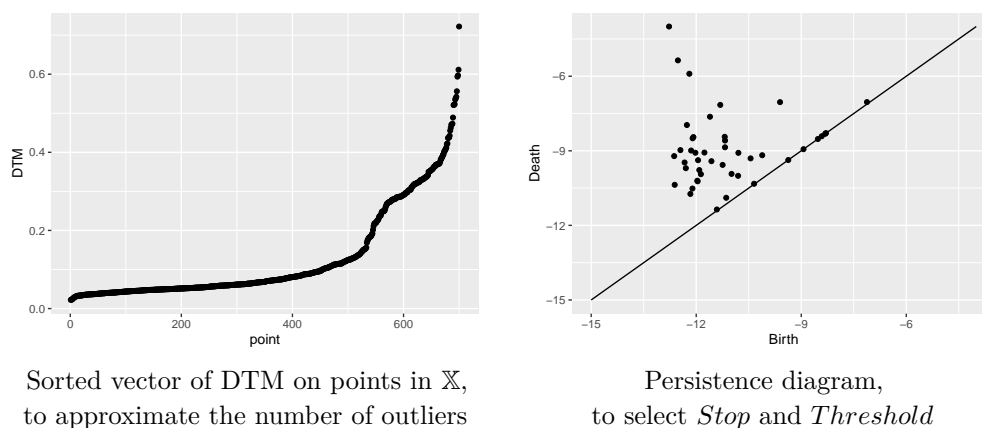 DTM
0.6
0.4
0.2
0.0
0
200
400
600
point
Sorted vector of DTM on points in 𝕏,
to approximate the number of outliers
Death
−6
−9
−12
−15
−15
−12
−9
−6
Birth
Persistence diagram,
to select Stop and Threshold